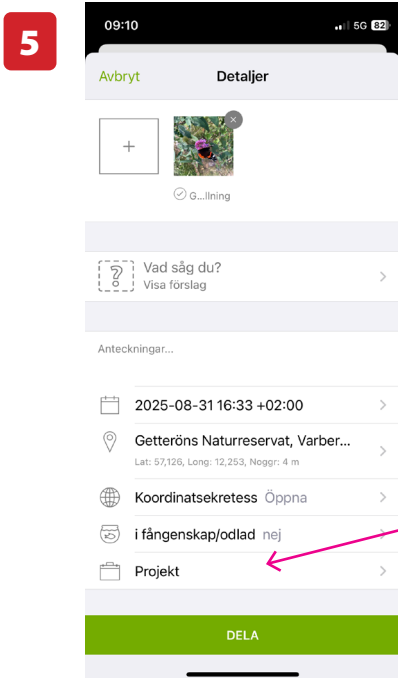 5
09:10
5G 82
Avbryt Detaljer
G...llning
Vad såg du?
Visa förslag
Anteckningar...
2025-08-31 16:33 +02:00
Getteröns Naturreservat, Varber...
Lat: 57,126, Long: 12,253, Noggr: 4 m
Koordinatsekretess Öppna
i fångenskap/odlad nej
Projekt
DELA